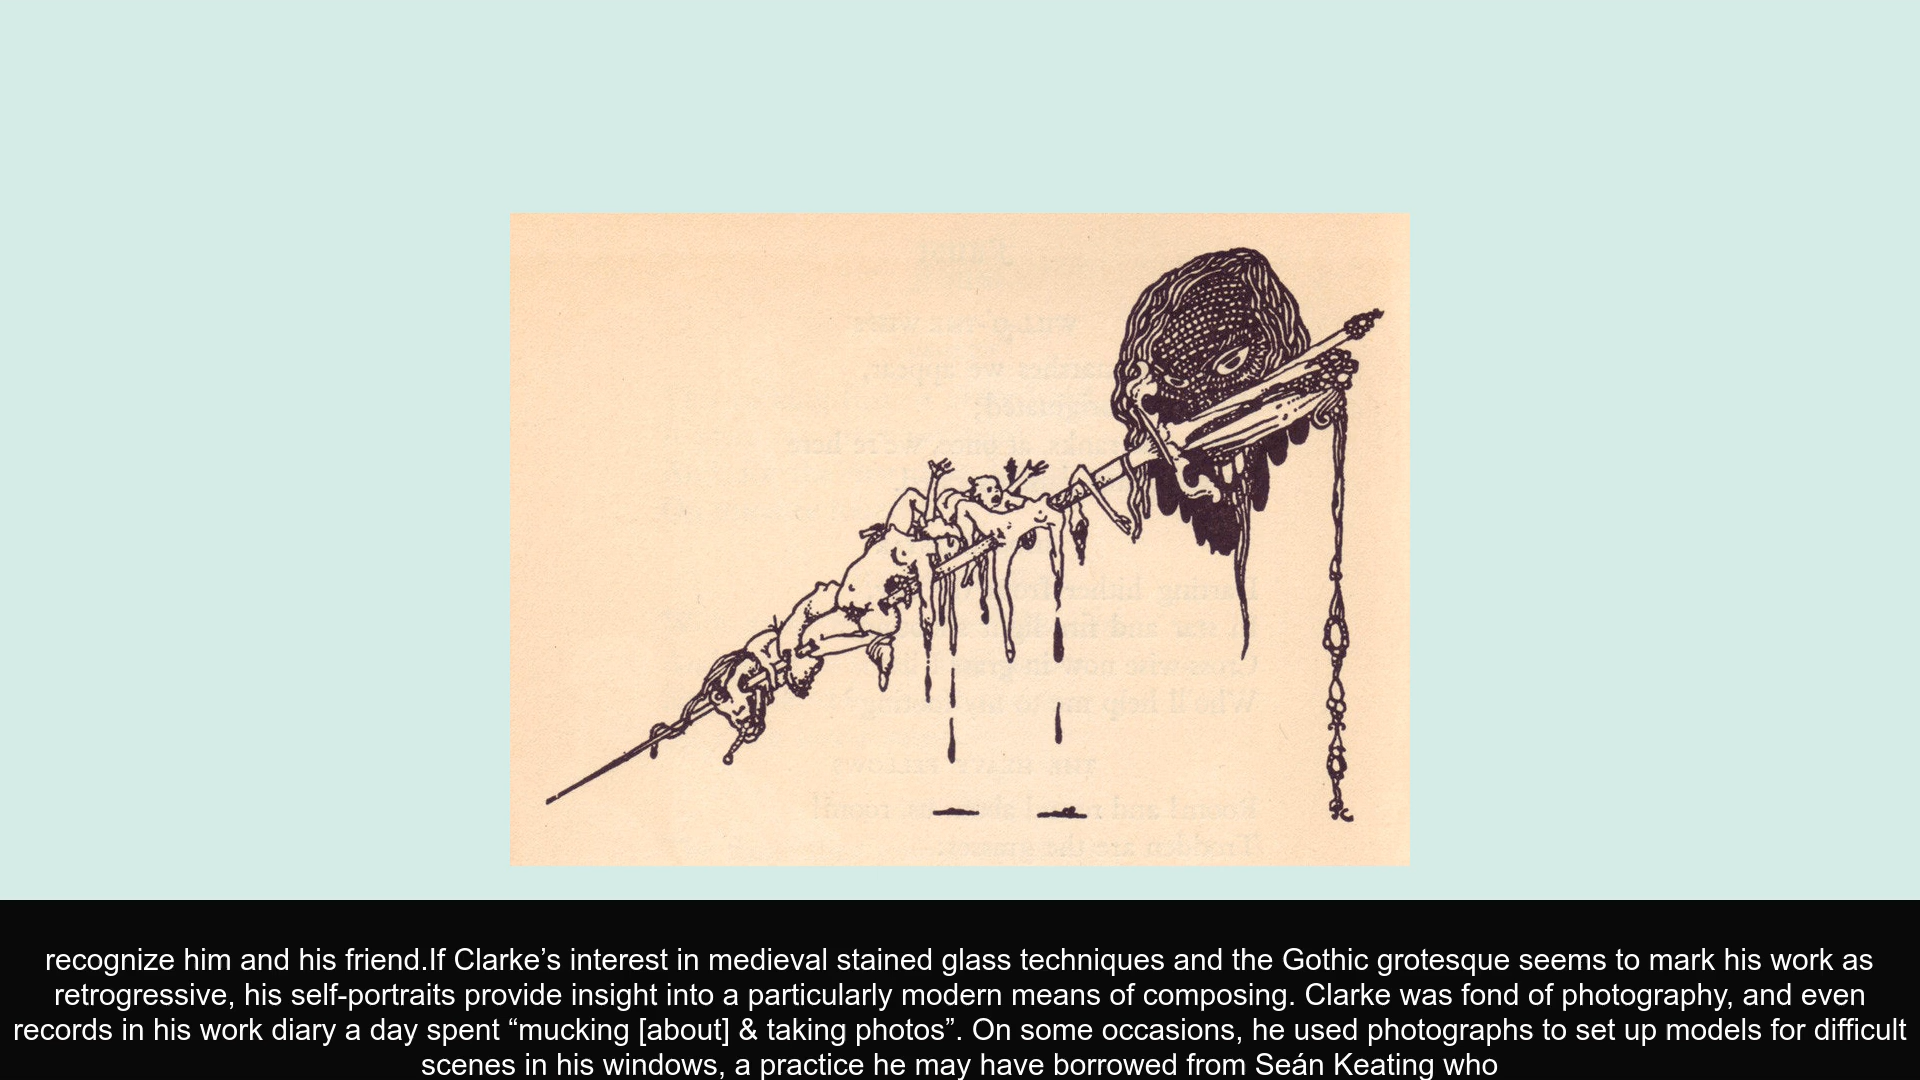 recognize him and his friend.If Clarke’s interest in medieval stained glass techniques and the Gothic grotesque seems to mark his work as
retrogressive, his self-portraits provide insight into a particularly modern means of composing. Clarke was fond of photography, and even
records in his work diary a day spent “mucking [about] & taking photos”. On some occasions, he used photographs to set up models for difficult
scenes in his windows, a practice he may have borrowed from Seán Keating who